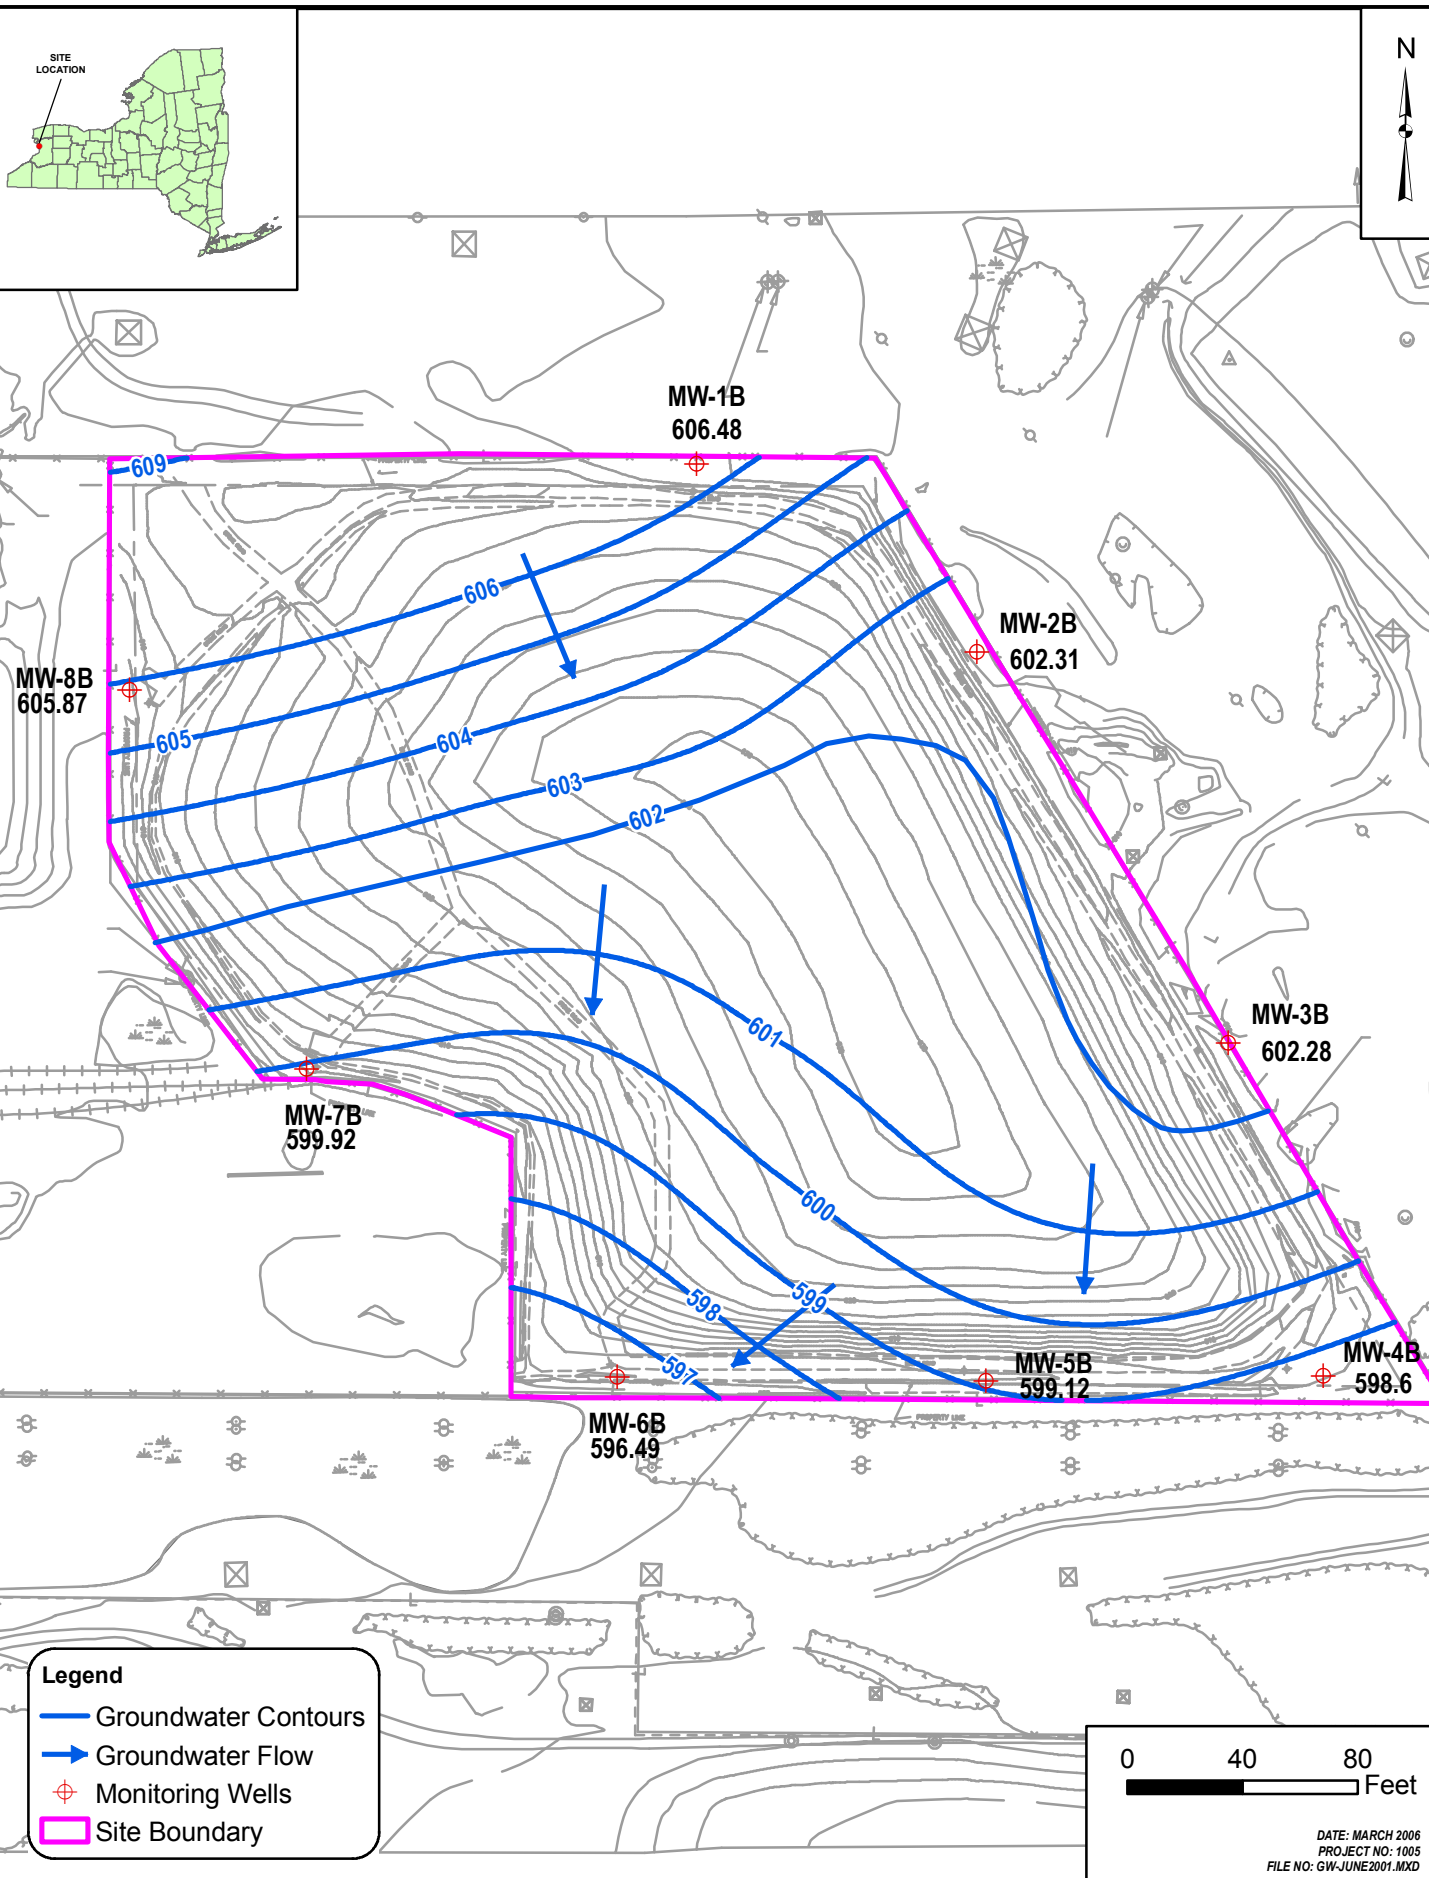 SITE
LOCATION
N
MW-1B
606.48
609
606
MW-2B
602.31
MW-8B
605.87
605
604
603
602
MW-3B
602.28
601
MW-7B
599.92
600
599
598
597
MW-5B
599.12
MW-4B
598.6
MW-6B
596.49
PROPERTY LINE
Legend
Groundwater Contours
Groundwater Flow
Monitoring Wells
Site Boundary
0 40 80
Feet
DATE: MARCH 2006
PROJECT NO: 1005
FILE NO: GW-JUNE2001.MXD